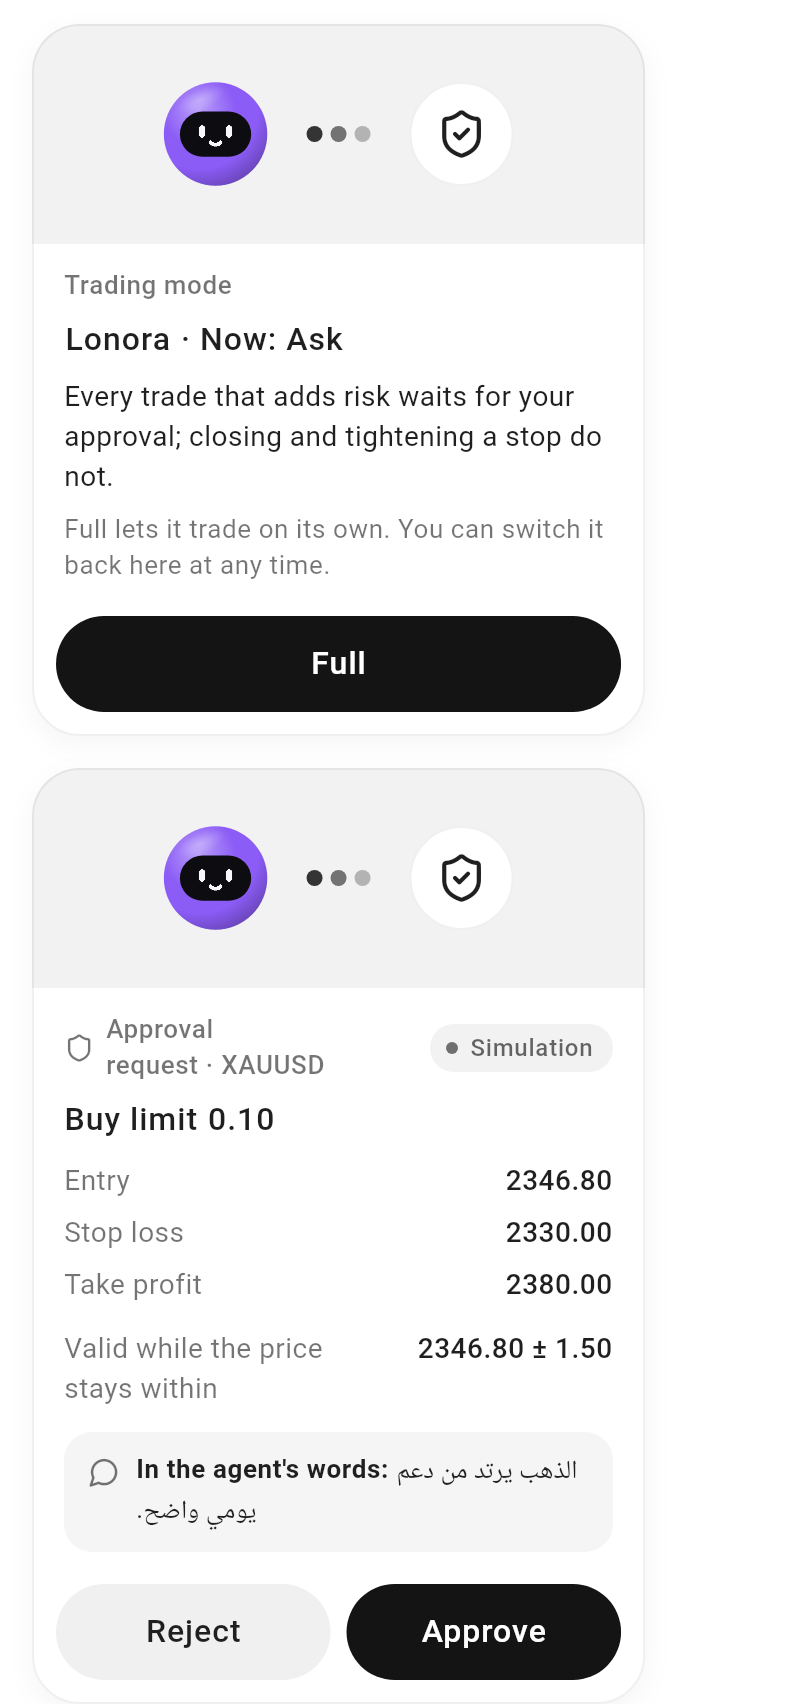 Trading mode
Lonora · Now: Ask
Every trade that adds risk waits for your
approval; closing and tightening a stop do
not.
Full lets it trade on its own. You can switch it
back here at any time.
Full
Approval
request · XAUUSD
Simulation
Buy limit 0.10
Entry 2346.80
Stop loss 2330.00
Take profit 2380.00
Valid while the price 2346.80 ± 1.50
stays within
In the agent's words: الذهب يرتد من دعم
يومي واضح.
Reject
Approve